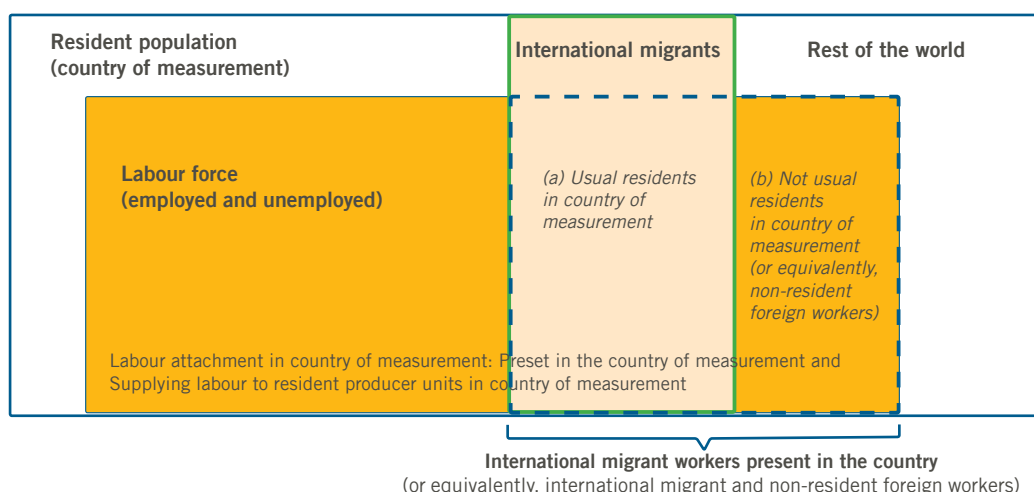 Resident population
(country of measurement)
International migrants
Rest of the world
Labour force
(employed and unemployed)
(a) Usual residents
in country of
measurement
(b) Not usual
residents
in country of
measurement
(or equivalently,
non-resident
foreign workers)
Labour attachment in country of measurement: Preset in the country of measurement and
Supplying labour to resident producer units in country of measurement
International migrant workers present in the country
(or equivalently, international migrant and non-resident foreign workers)